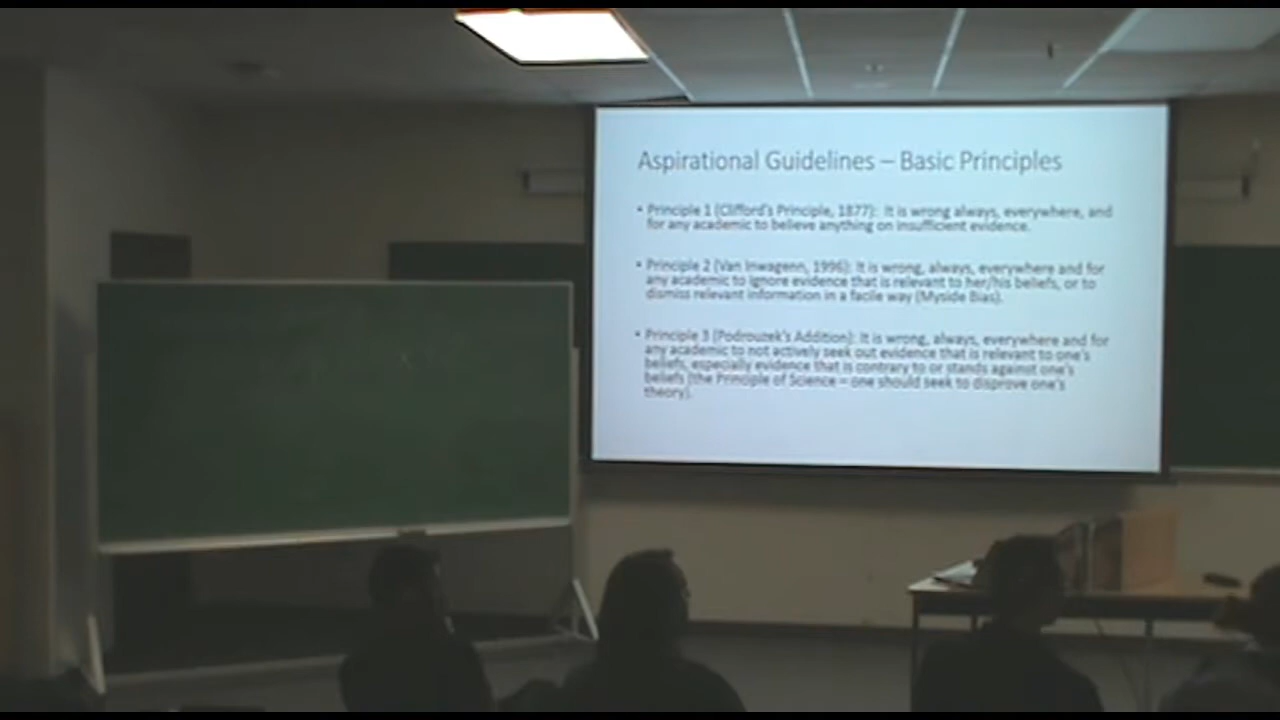 Aspirational Guidelines – Basic Principles
• Principle 1 (Clifford's Principle, 1877): It is wrong always, everywhere, and
for any academic to believe anything on insufficient evidence.
• Principle 2 (Van Inwagenn, 1996): It is wrong, always, everywhere and for
any academic to ignore evidence that is relevant to her/his beliefs, or to
dismiss relevant information in a facile way (Myside Bias).
• Principle 3 (Podrouzek's Addition): It is wrong, always, everywhere and for
any academic to not actively seek out evidence that is relevant to one's
beliefs, especially evidence that is contrary to or stands against one's
beliefs (the Principle of Science – one should seek to disprove one's
theory).